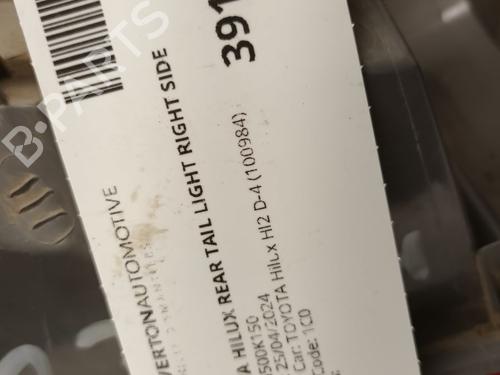 B-PARTS
VERTONAUTOMOTIVE
391
A HILUX REAR TAIL LIGHT RIGHT SIDE
500K150
25/04/2024
Car: TOYOTA Hilux HI2 D-4 (100984)
Code: 1C0